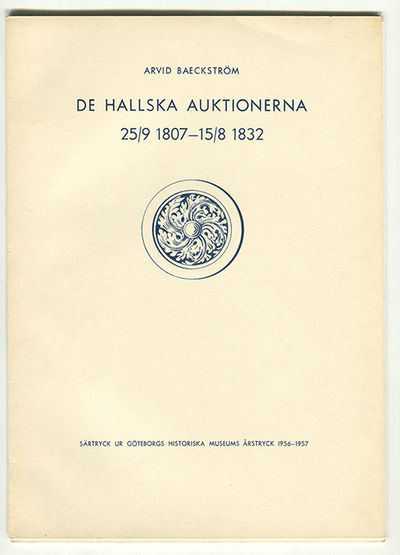 ARVID BAECKSTRÖM
DE HALLSKA AUKTIONERNA
25/9 1807–15/8 1832
SÄRTRYCK UR GÖTEBORGS HISTORISKA MUSEUMS ÅRSTRYCK 1956–1957